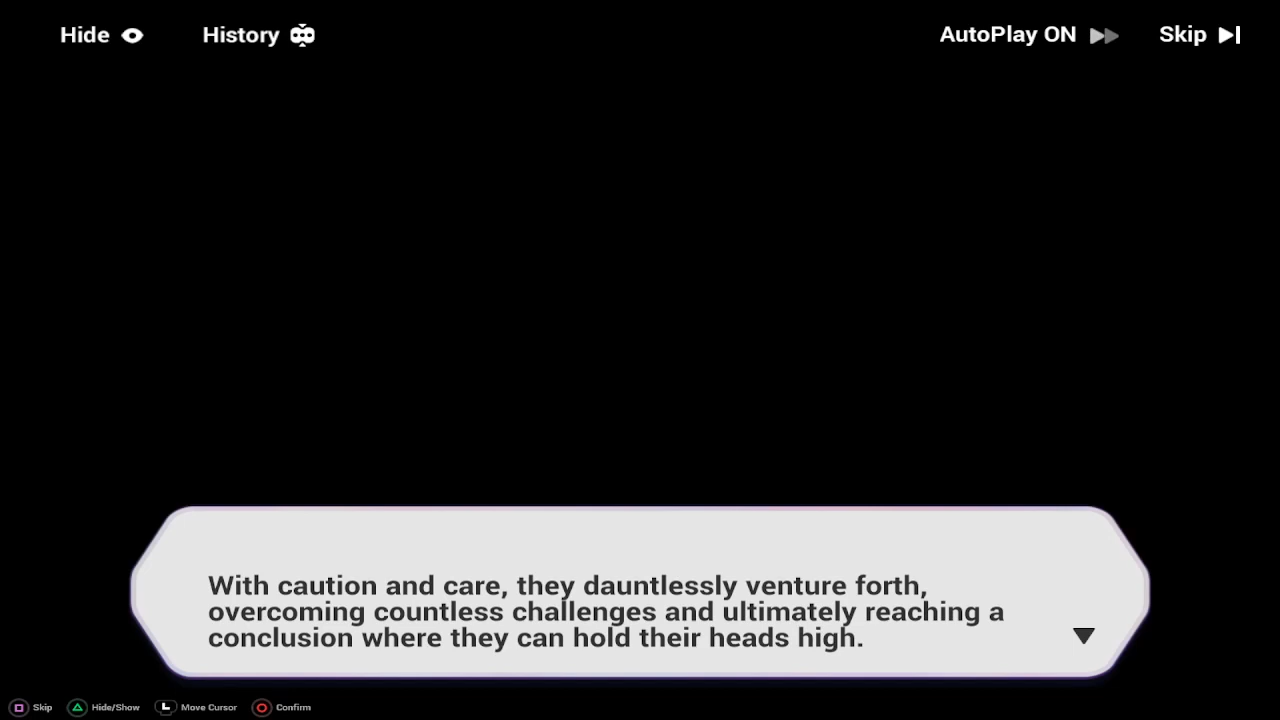 Hide
History
AutoPlay ON
Skip
With caution and care, they dauntlessly venture forth,
overcoming countless challenges and ultimately reaching a
conclusion where they can hold their heads high.
Skip
Hide/Show
L
Move Cursor
Confirm